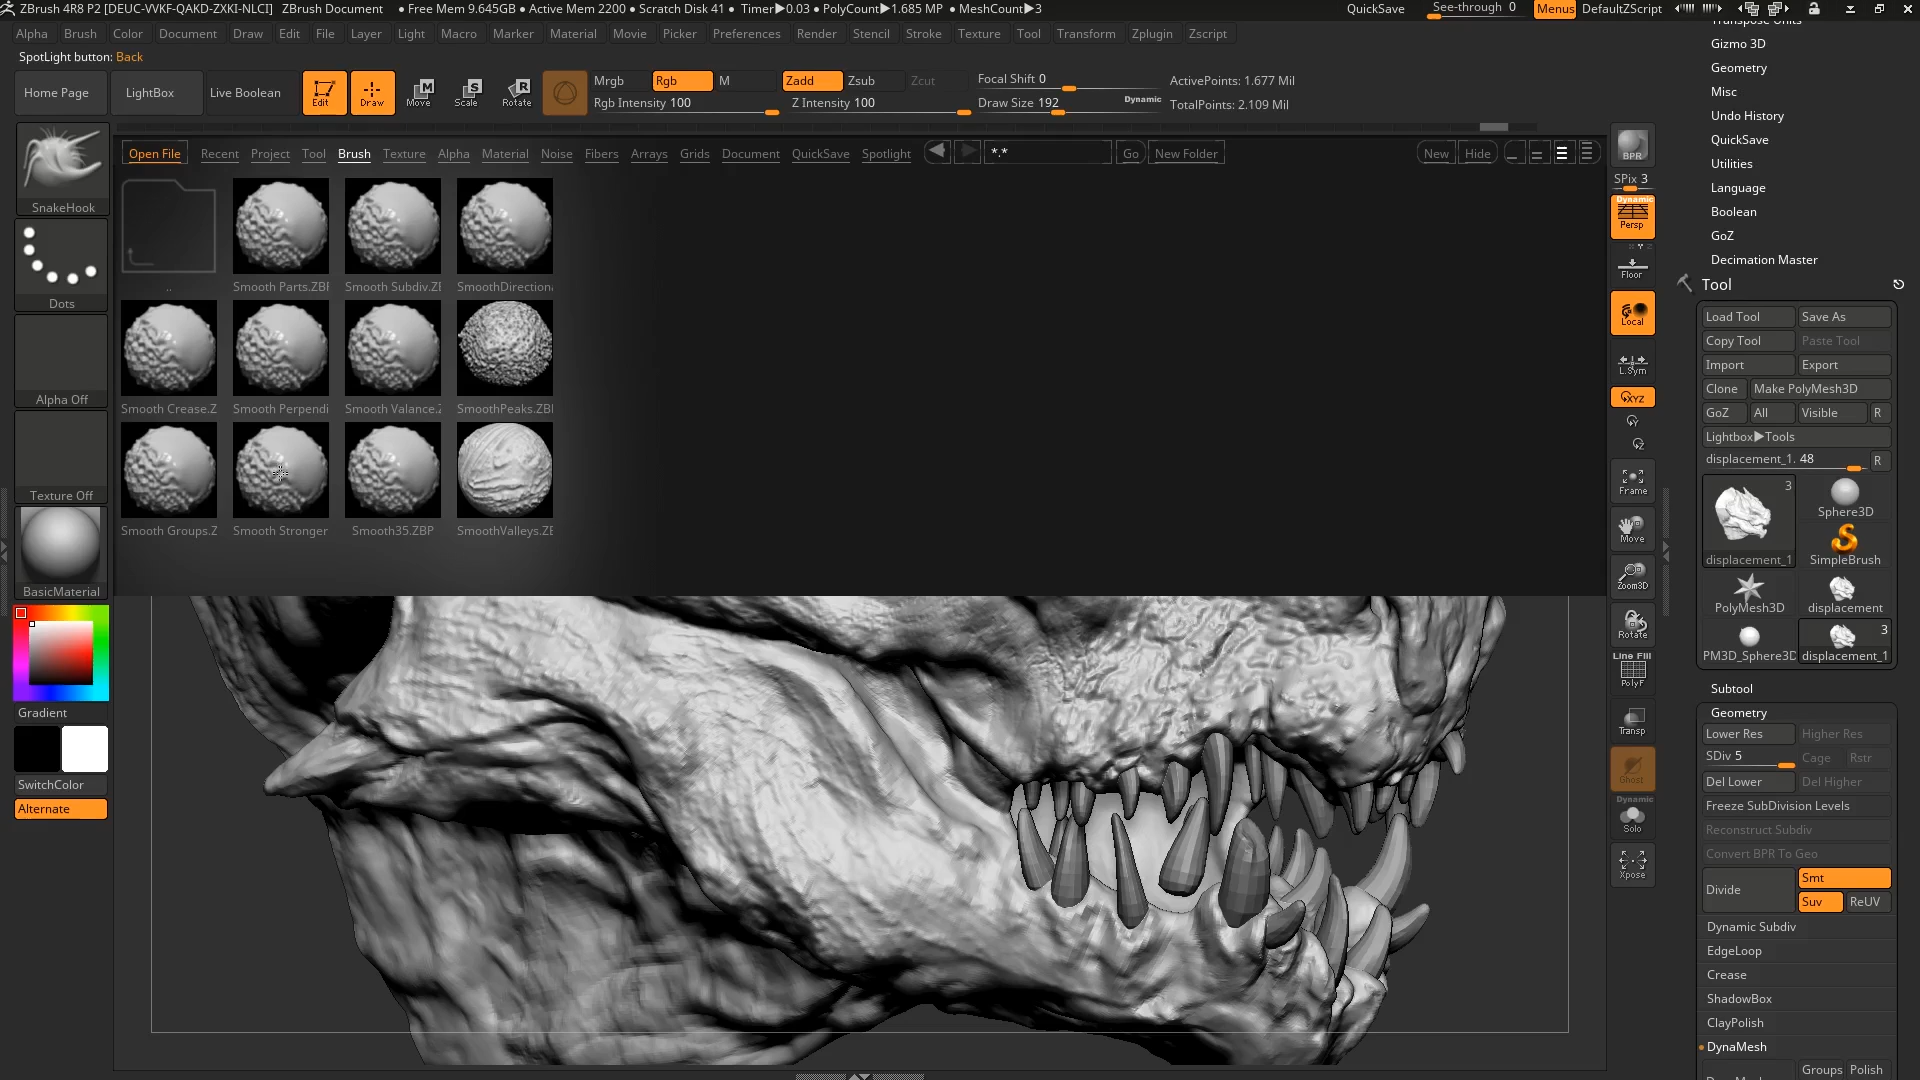 ZBrush 4R8 P2 [DEUC-VVKF-QAKD-ZXKI-NLCI] ZBrush Document • Free Mem 9.645GB • Active Mem 2200 • Scratch Disk 41 • Timer▶0.03 • PolyCount▶1.685 MP • MeshCount▶3 QuickSave See-through 0 Menus DefaultZScript
Alpha Brush Color Document Draw Edit File Layer Light Macro Marker Material Movie Picker Preferences Render Stencil Stroke Texture Tool Transform Zplugin Zscript
SpotLight button: Back
Home Page LightBox Live Boolean Edit Draw Move Scale Rotate
Mrgb Rgb M Zadd Zsub Zcut
Rgb Intensity 100 Z Intensity 100
Focal Shift 0
Draw Size 192 Dynamic
ActivePoints: 1.677 Mil
TotalPoints: 2.109 Mil
Open File Recent Project Tool Brush Texture Alpha Material Noise Fibers Arrays Grids Document QuickSave Spotlight *.* Go New Folder New Hide
.. Smooth Parts.ZBP Smooth Subdiv.ZB SmoothDirectiona
Smooth Crease.Z Smooth Perpendi Smooth Valance.Z SmoothPeaks.ZBP
Smooth Groups.Z Smooth Stronger Smooth35.ZBP SmoothValleys.ZB
SnakeHook
Dots
Alpha Off
Texture Off
BasicMaterial
Gradient
SwitchColor
Alternate
BPR
SPix 3
Dynamic
Persp
Floor
Local
L.Sym
XYZ
Y
Z
Frame
Move
Zoom3D
Rotate
Line Fill
PolyF
Transp
Ghost
Dynamic
Solo
Xpose
Gizmo 3D
Geometry
Misc
Undo History
QuickSave
Utilities
Language
Boolean
GoZ
Decimation Master
Tool
Load Tool Save As
Copy Tool Paste Tool
Import Export
Clone Make PolyMesh3D
GoZ All Visible R
Lightbox▶Tools
displacement_1. 48 R
3
Sphere3D
displacement_1 SimpleBrush
PolyMesh3D displacement
3
PM3D_Sphere3D displacement_1
Subtool
Geometry
Lower Res Higher Res
SDiv 5 Cage Rstr
Del Lower Del Higher
Freeze SubDivision Levels
Reconstruct Subdiv
Convert BPR To Geo
Divide Smt
Suv ReUV
Dynamic Subdiv
EdgeLoop
Crease
ShadowBox
ClayPolish
DynaMesh
Groups Polish